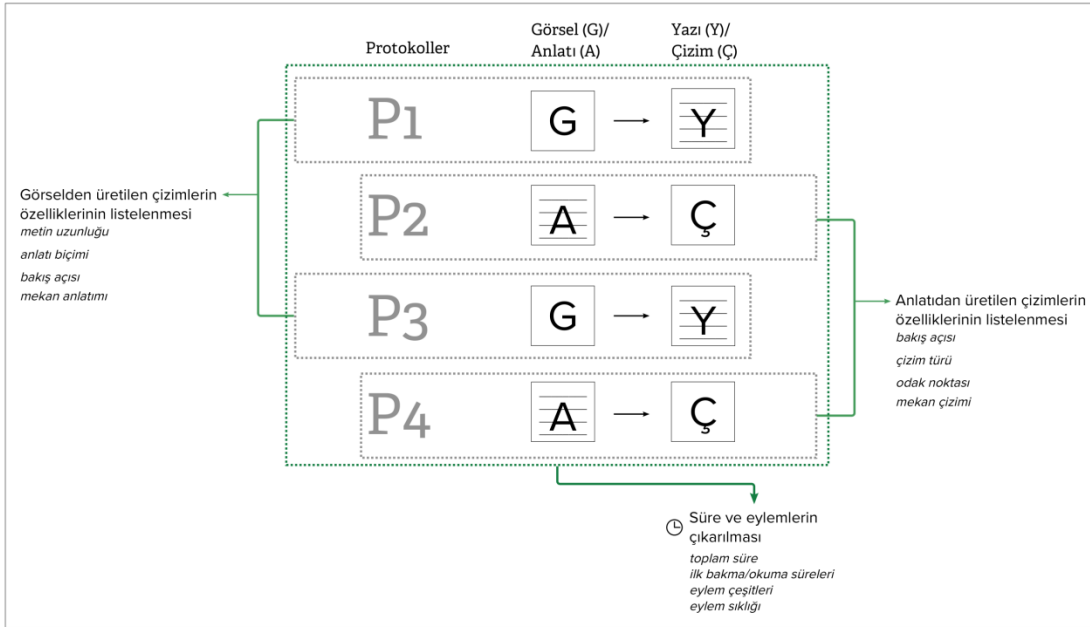 Protokoller
Görsel (G)/
Anlatı (A)
Yazı (Y)/
Çizim (Ç)
P1
G
Y
P2
A
Ç
P3
G
Y
P4
A
Ç
Görselden üretilen çizimlerin
özelliklerinin listelenmesi
metin uzunluğu
anlatı biçimi
bakış açısı
mekan anlatımı
Anlatıdan üretilen çizimlerin
özelliklerinin listelenmesi
bakış açısı
çizim türü
odak noktası
mekan çizimi
Süre ve eylemlerin
çıkarılması
toplam süre
ilk bakma/okuma süreleri
eylem çeşitleri
eylem sıklığı